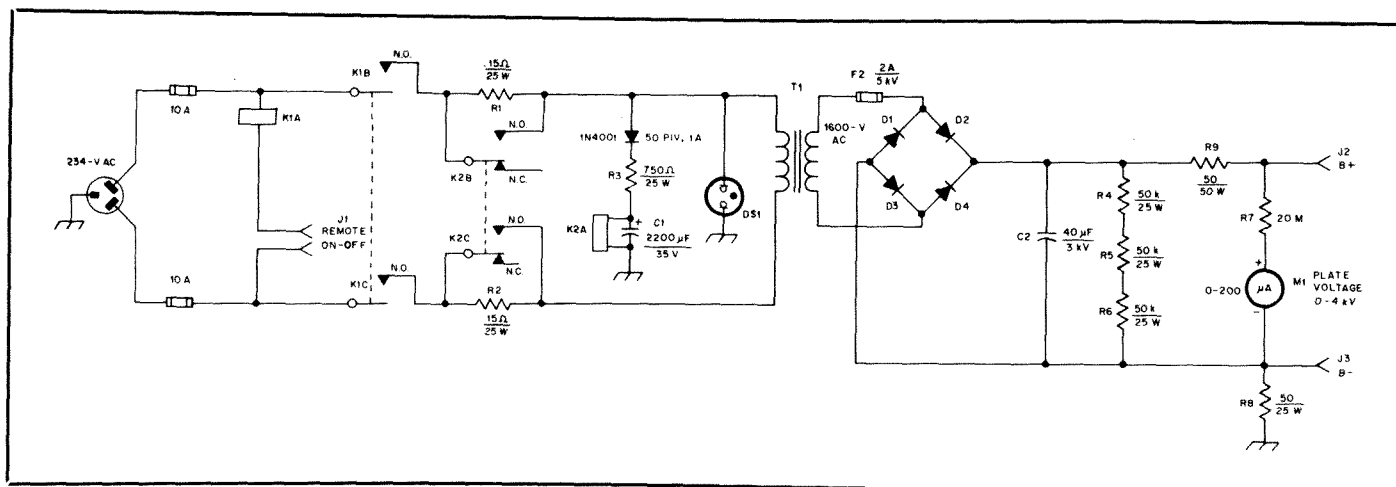 234-V AC
10 A
K1A
10 A
J1
REMOTE
ON-OFF
K1B
N.O.
K1C
N.O.
15Ω
25 W
R1
N.O.
K2B
N.C.
N.O.
K2C
N.C.
R2
15Ω
25 W
1N4001
50 PIV, 1A
R3
750Ω
25 W
K2A
+
C1
2200 µF
35 V
DS1
T1
1600-V
AC
F2
2A
5 kV
D1
D2
D3
D4
C2
40 µF
3 kV
R4
50 k
25 W
R5
50 k
25 W
R6
50 k
25 W
R9
50
50 W
J2
B+
R7
20 M
+
0-200
µA
M1
PLATE
VOLTAGE
0-4 kV
-
J3
B-
R8
50
25 W